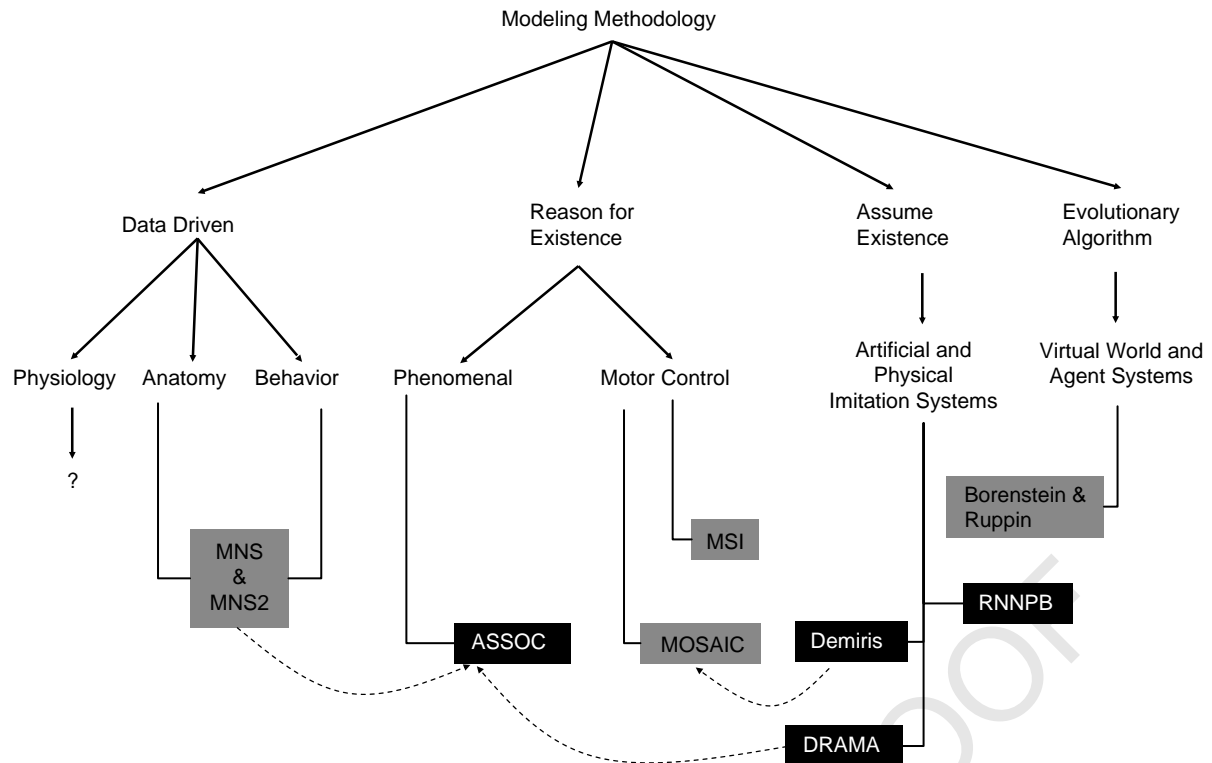 Modeling Methodology
Data Driven
Reason for
Existence
Assume
Existence
Evolutionary
Algorithm
Physiology
Anatomy
Behavior
Phenomenal
Motor Control
Artificial and
Physical
Imitation Systems
Virtual World and
Agent Systems
?
Borenstein &
Ruppin
MNS
&
MNS2
MSI
RNNPB
ASSOC
MOSAIC
Demiris
DRAMA